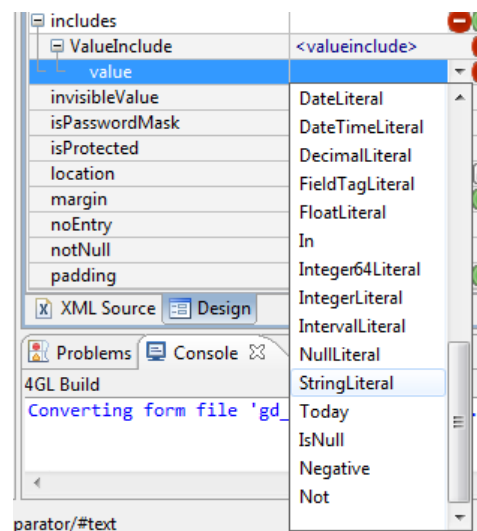 includes
ValueInclude <valueinclude>
value
invisibleValue
isPasswordMask
isProtected
location
margin
noEntry
notNull
padding
DateLiteral
DateTimeLiteral
DecimalLiteral
FieldTagLiteral
FloatLiteral
In
Integer64Literal
IntegerLiteral
IntervalLiteral
NullLiteral
StringLiteral
Today
IsNull
Negative
Not
XML Source Design
Problems Console
4GL Build
Converting form file 'gd_
parator/#text